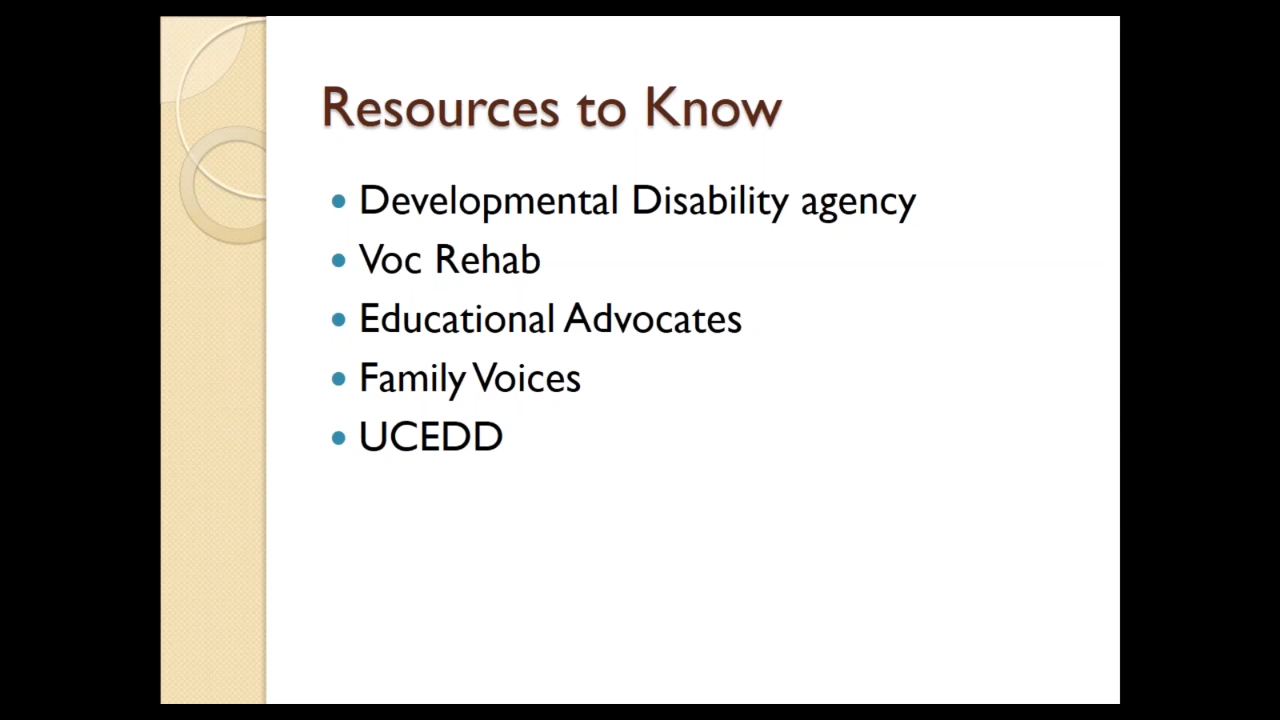 Resources to Know
• Developmental Disability agency
• Voc Rehab
• Educational Advocates
• Family Voices
• UCEDD